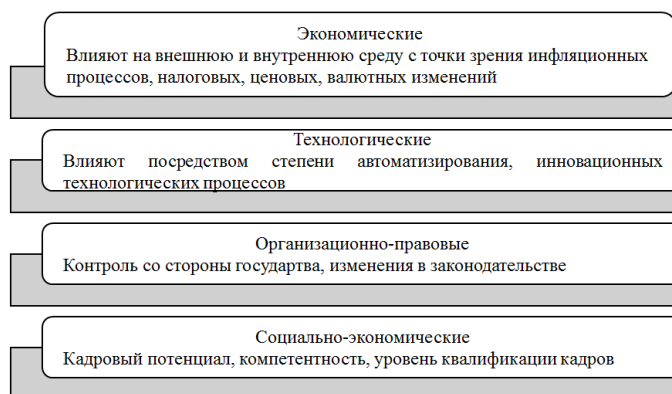 Экономические
Влияют на внешнюю и внутреннюю среду с точки зрения инфляционных
процессов, налоговых, ценовых, валютных изменений
Технологические
Влияют посредством степени автоматизирования, инновационных
технологических процессов
Организационно-правовые
Контроль со стороны государтва, изменения в законодательстве
Социально-экономические
Кадровый потенциал, компетентность, уровень квалификации кадров